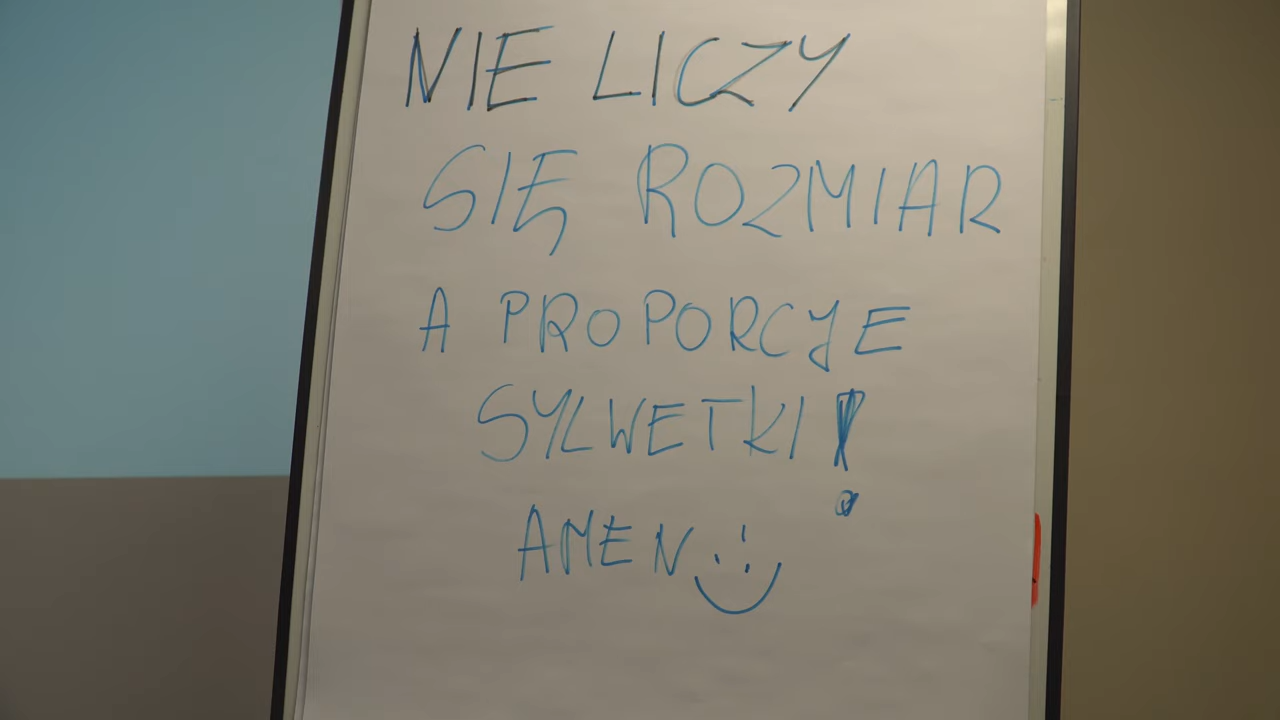 NIE LICZY
SIĘ ROZMIAR
A PROPORCJE
SYLWETKI!
AMEN :)